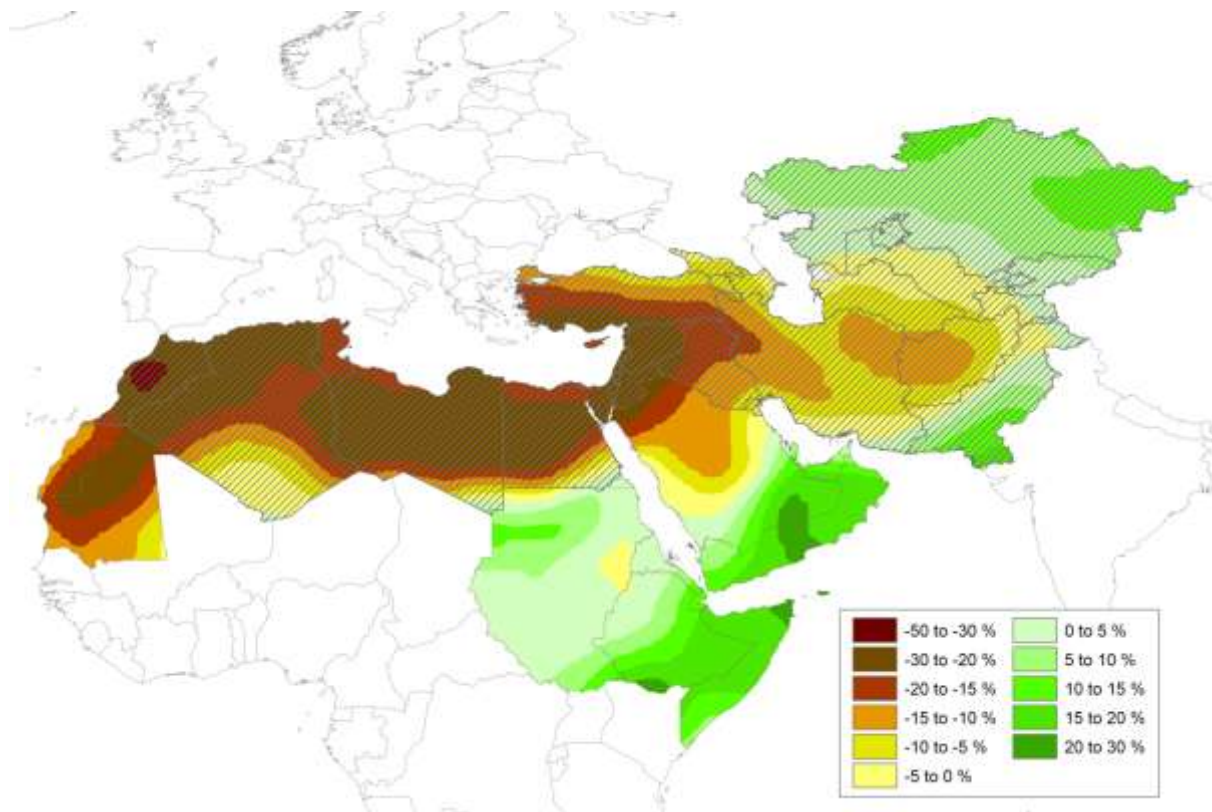 -50 to -30 %
-30 to -20 %
-20 to -15 %
-15 to -10 %
-10 to -5 %
-5 to 0 %
0 to 5 %
5 to 10 %
10 to 15 %
15 to 20 %
20 to 30 %